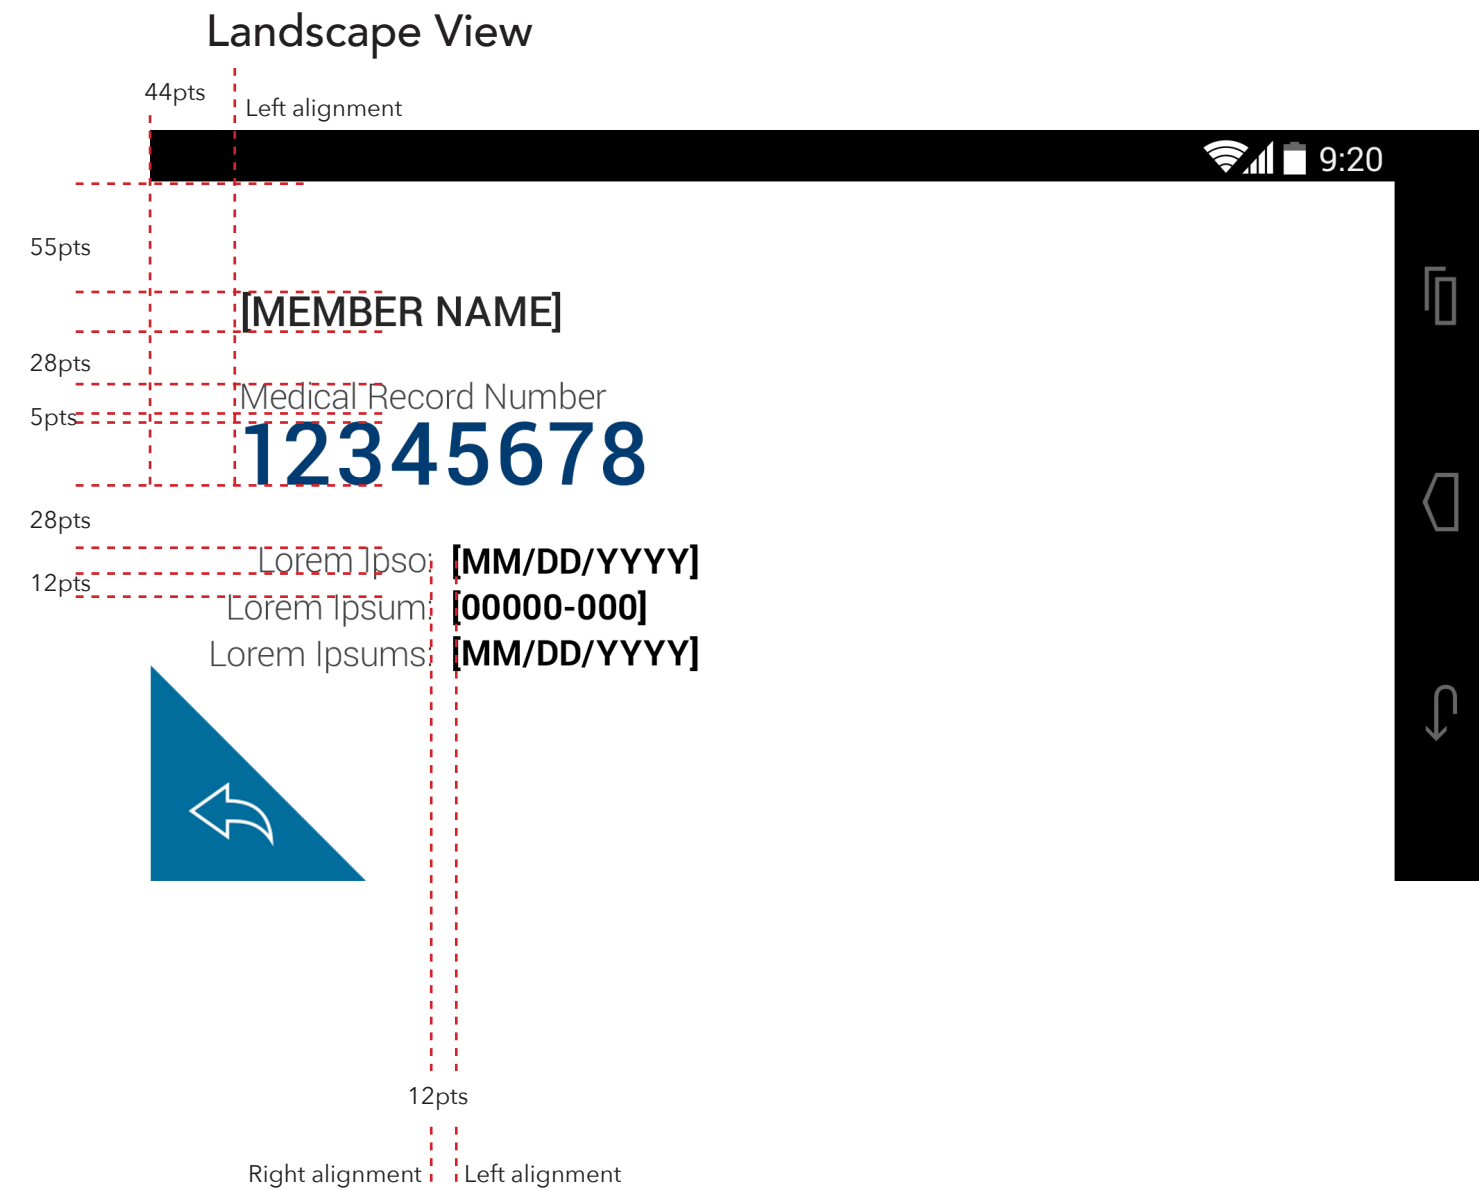 Landscape View
44pts
Left alignment
9:20
55pts
[MEMBER NAME]
28pts
Medical Record Number
5pts
12345678
28pts
Lorem Ipso: [MM/DD/YYYY]
12pts
Lorem Ipsum: [00000-000]
Lorem Ipsums: [MM/DD/YYYY]
12pts
Right alignment
Left alignment